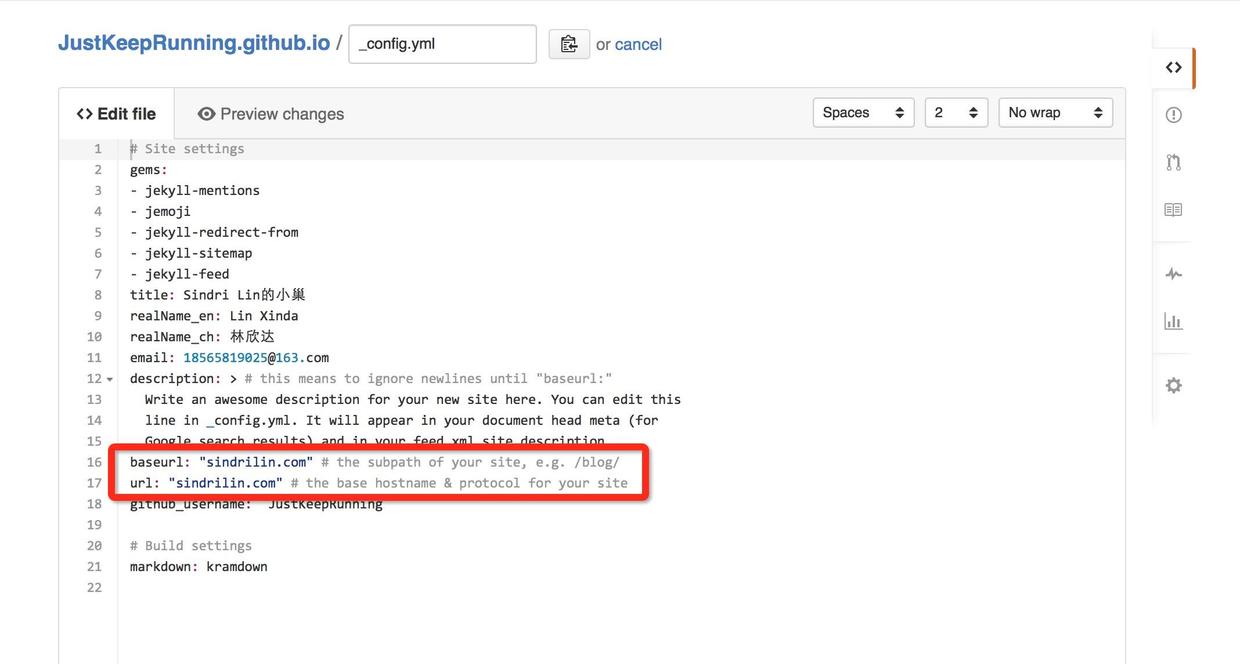 JustKeepRunning.github.io / _config.yml or cancel
<> Edit file Preview changes Spaces 2 No wrap
1 # Site settings
2 gems:
3 - jekyll-mentions
4 - jemoji
5 - jekyll-redirect-from
6 - jekyll-sitemap
7 - jekyll-feed
8 title: Sindri Lin的小巢
9 realName_en: Lin Xinda
10 realName_ch: 林欣达
11 email: 18565819025@163.com
12 description: > # this means to ignore newlines until "baseurl:"
13 Write an awesome description for your new site here. You can edit this
14 line in _config.yml. It will appear in your document head meta (for
15 Google search results) and in your feed.xml site description.
16 baseurl: "sindrilin.com" # the subpath of your site, e.g. /blog/
17 url: "sindrilin.com" # the base hostname & protocol for your site
18 github_username: JustKeepRunning
19
20 # Build settings
21 markdown: kramdown
22